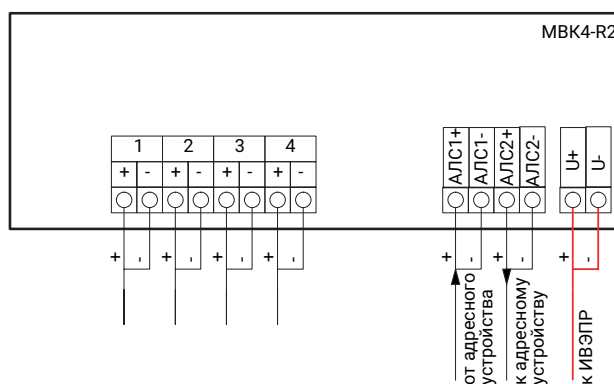 МВК4-R2
1 2 3 4
+ - + - + - + -
АЛС1+
АЛС1-
АЛС2+
АЛС2-
U+
U-
+ - + - + - + -
+ - + - + -
от адресного
устройства
к адресному
устройству
к ИВЭПР